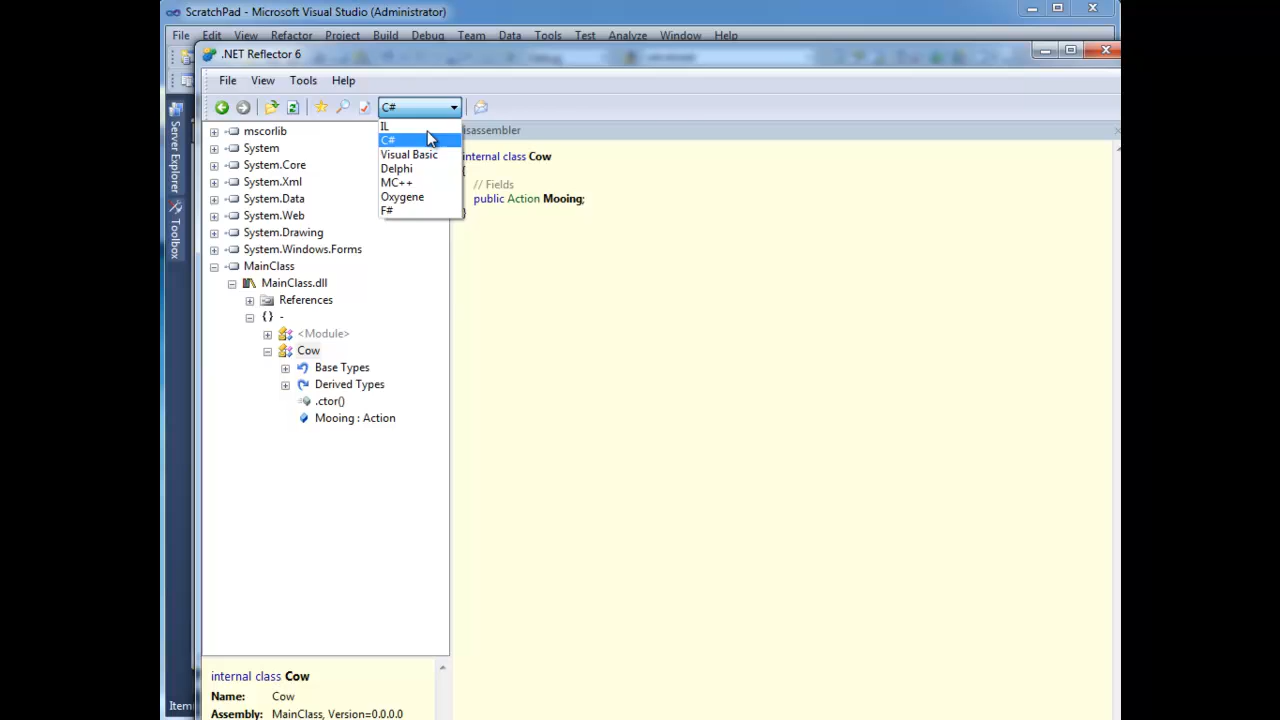 ScratchPad - Microsoft Visual Studio (Administrator)
File Edit View Refactor Project Build Debug Team Data Tools Test Analyze Window Help
.NET Reflector 6
File View Tools Help
C#
IL
C#
Visual Basic
Delphi
MC++
Oxygene
F#
Server Explorer
Toolbox
mscorlib
System
System.Core
System.Xml
System.Data
System.Web
System.Drawing
System.Windows.Forms
MainClass
MainClass.dll
References
{ } -
<Module>
Cow
Base Types
Derived Types
.ctor()
Mooing : Action
isassembler
internal class Cow
{
// Fields
public Action Mooing;
}
internal class Cow
Name: Cow
Assembly: MainClass, Version=0.0.0.0
Item